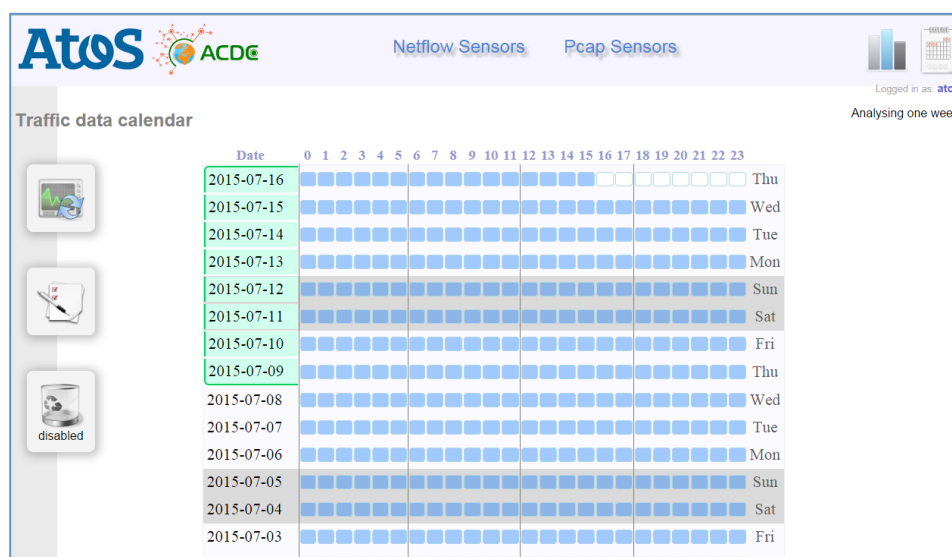 Atos ACDC Netflow Sensors Pcap Sensors
Logged in as: ato
Analysing one wee
Traffic data calendar
Date 0 1 2 3 4 5 6 7 8 9 10 11 12 13 14 15 16 17 18 19 20 21 22 23
2015-07-16 Thu
2015-07-15 Wed
2015-07-14 Tue
2015-07-13 Mon
2015-07-12 Sun
2015-07-11 Sat
2015-07-10 Fri
2015-07-09 Thu
2015-07-08 Wed
2015-07-07 Tue
2015-07-06 Mon
2015-07-05 Sun
2015-07-04 Sat
2015-07-03 Fri
disabled